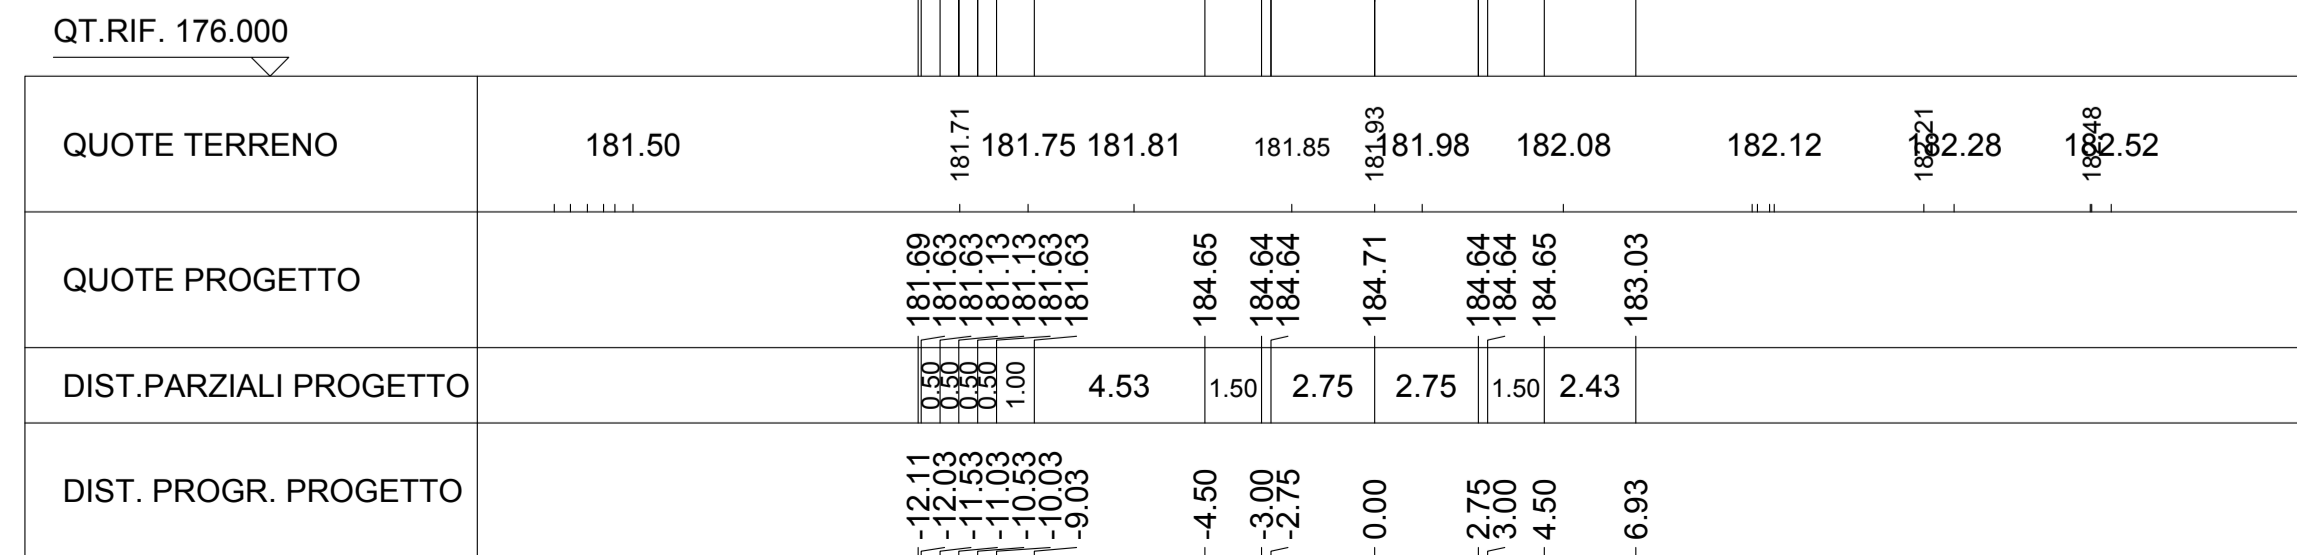 QT.RIF. 176.000
QUOTE TERRENO 181.50 181.71 181.75 181.81 181.85 181.93 181.98 182.08 182.12 182.21 182.28 182.48 182.52
QUOTE PROGETTO 181.69 181.63 181.63 181.13 181.13 181.63 181.63 184.65 184.64 184.64 184.71 184.64 184.64 184.65 183.03
DIST.PARZIALI PROGETTO 0.50 0.50 0.50 0.50 1.00 4.53 1.50 2.75 2.75 1.50 2.43
DIST. PROGR. PROGETTO -12.11 -12.03 -11.53 -11.03 -10.53 -10.03 -9.03 -4.50 -3.00 -2.75 0.00 2.75 3.00 4.50 6.93